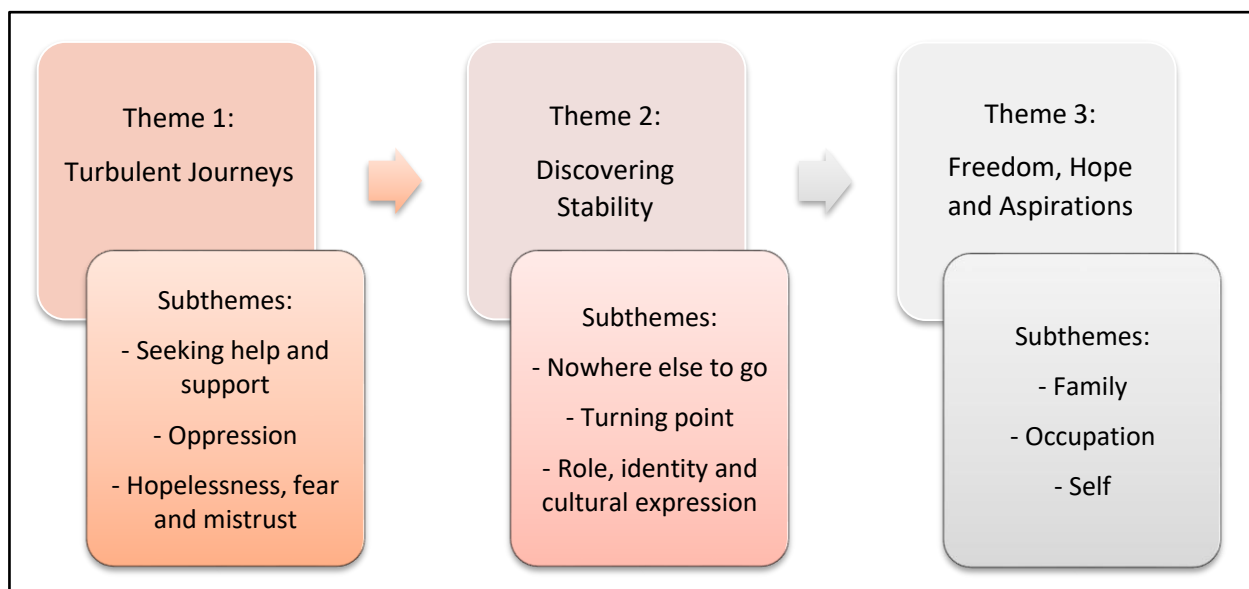 Theme 1:
Turbulent Journeys
Subthemes:
- Seeking help and
support
- Oppression
- Hopelessness, fear
and mistrust
Theme 2:
Discovering
Stability
Subthemes:
- Nowhere else to go
- Turning point
- Role, identity and
cultural expression
Theme 3:
Freedom, Hope
and Aspirations
Subthemes:
- Family
- Occupation
- Self